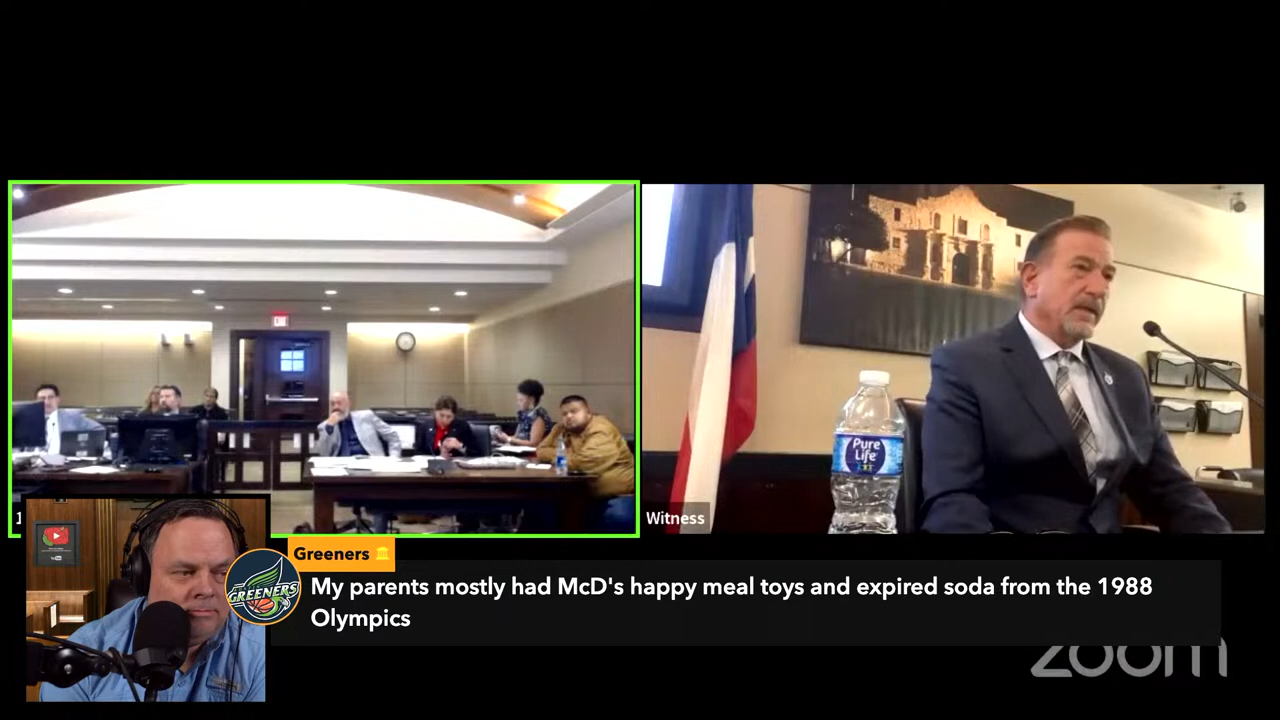 Pure
Life
1
Witness
Greeners
GREENERS
My parents mostly had McD's happy meal toys and expired soda from the 1988
Olympics
zoom